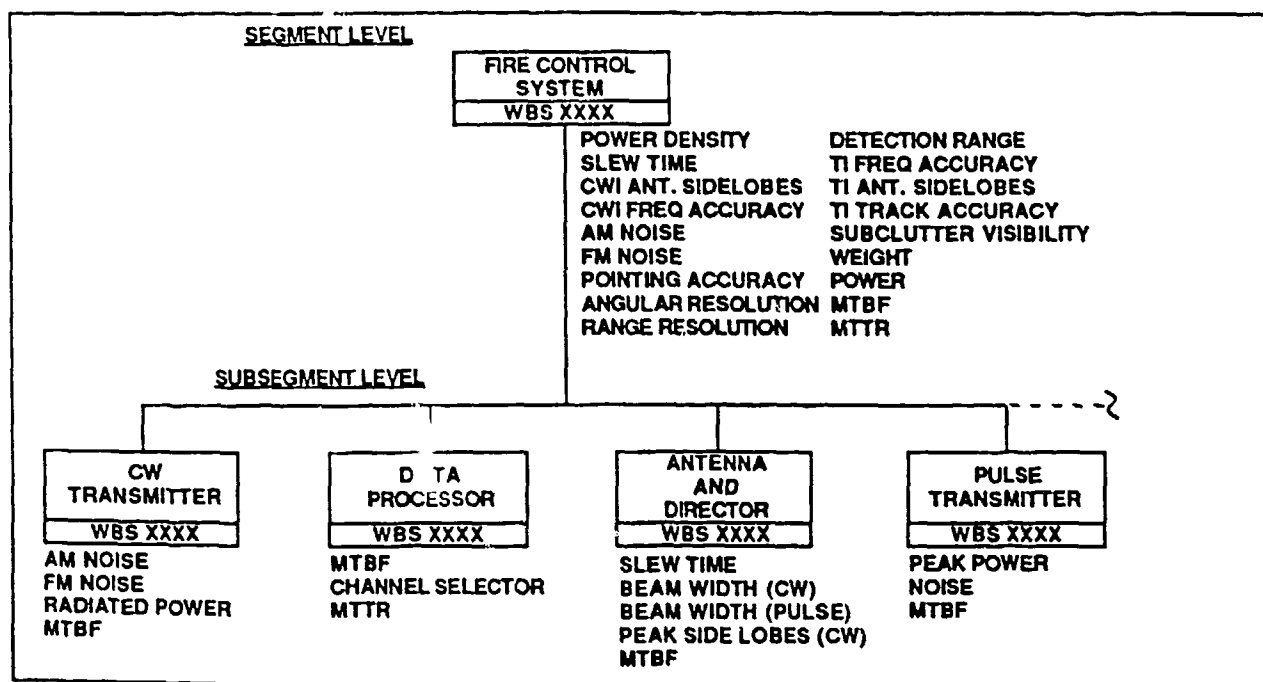 SEGMENT LEVEL
FIRE CONTROL
SYSTEM
WBS XXXX
POWER DENSITY
SLEW TIME
CWI ANT. SIDELOBES
CWI FREQ ACCURACY
AM NOISE
FM NOISE
POINTING ACCURACY
ANGULAR RESOLUTION
RANGE RESOLUTION
DETECTION RANGE
TI FREQ ACCURACY
TI ANT. SIDELOBES
TI TRACK ACCURACY
SUBCLUTTER VISIBILITY
WEIGHT
POWER
MTBF
MTTR
SUBSEGMENT LEVEL
CW
TRANSMITTER
WBS XXXX
AM NOISE
FM NOISE
RADIATED POWER
MTBF
D TA
PROCESSOR
WBS XXXX
MTBF
CHANNEL SELECTOR
MTTR
ANTENNA
AND
DIRECTOR
WBS XXXX
SLEW TIME
BEAM WIDTH (CW)
BEAM WIDTH (PULSE)
PEAK SIDE LOBES (CW)
MTBF
PULSE
TRANSMITTER
WBS XXXX
PEAK POWER
NOISE
MTBF